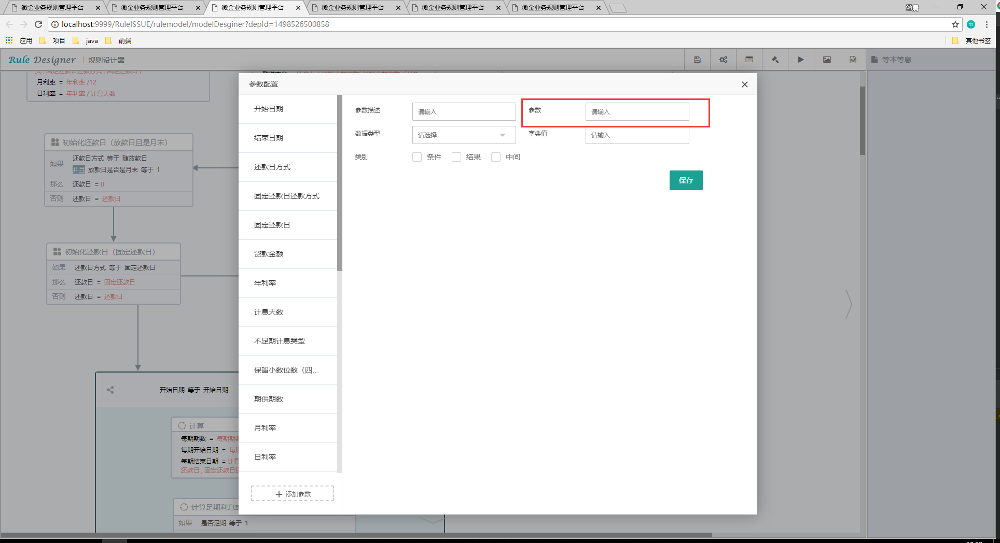 微金业务规则管理平台
微金业务规则管理平台
微金业务规则管理平台
微金业务规则管理平台
微金业务规则管理平台
微金业务规则管理平台
涵晨
localhost:9999/RuleISSUE/rulemodel/modelDesginer?depId=1498526500858
m
应用
项目
java
前端
其他书签
Rule Designer | 规则设计器
等本等息
月利率 = 年利率 /12
日利率 = 年利率 / 计息天数
初始化还款日（放款日且是月末）
如果
还款日方式 等于 随放款日
并且 放款日是否是月末 等于 1
那么 还款日 = 0
否则 还款日 = 还款日
初始化还款日（固定还款日）
如果 还款日方式 等于 固定还款日
那么 还款日 = 固定还款日
否则 还款日 = 还款日
开始日期 等于 开始日期
计算
每期期数 = 每期期数
每期开始日期 = 每期
每期结束日期 = 计算
还款日 , 固定还款日还
计算足期利息或
如果 是否足期 等于 1
参数配置
开始日期
结束日期
还款日方式
固定还款日还款方式
固定还款日
贷款金额
年利率
计息天数
不足期计息类型
保留小数位数（四...
期供期数
月利率
日利率
添加参数
参数描述 请输入
参数 请输入
数据类型 请选择
字典值 请输入
类别 条件 结果 中间
保存